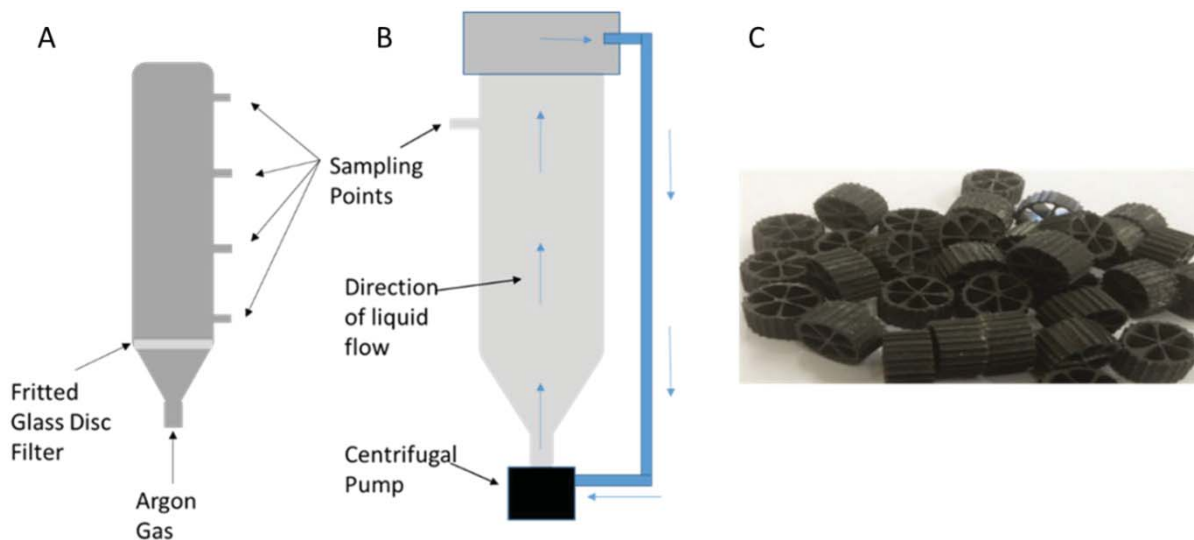 A
B
C
Sampling
Points
Direction
of liquid
flow
Fritted
Glass Disc
Filter
Centrifugal
Pump
Argon
Gas